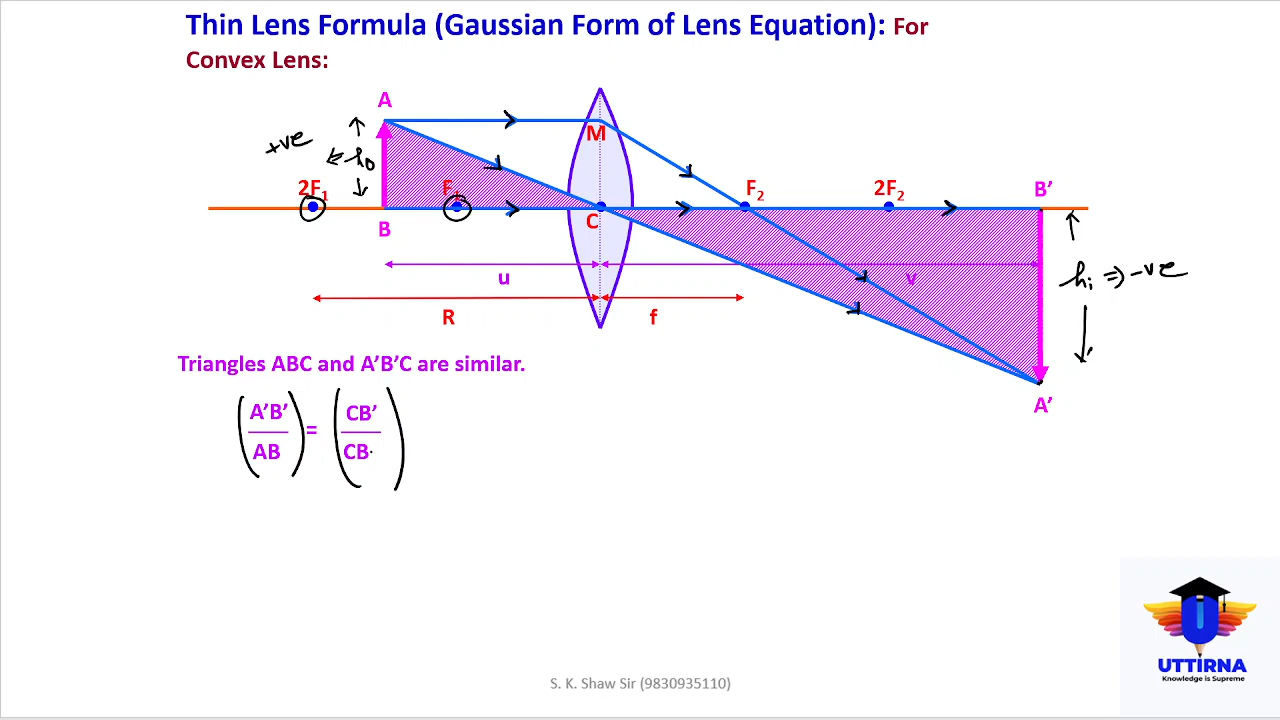 Thin Lens Formula (Gaussian Form of Lens Equation): For
Convex Lens:
A
+ve
h₀
M
2F₁
F₁
F₂
2F₂
B’
B
C
u
v
hᵢ ⇒ -ve
R
f
Triangles ABC and A’B’C are similar.
A’
(A’B’/AB) = (CB’/CB)
UTTIRNA
Knowledge is Supreme
S. K. Shaw Sir (9830935110)